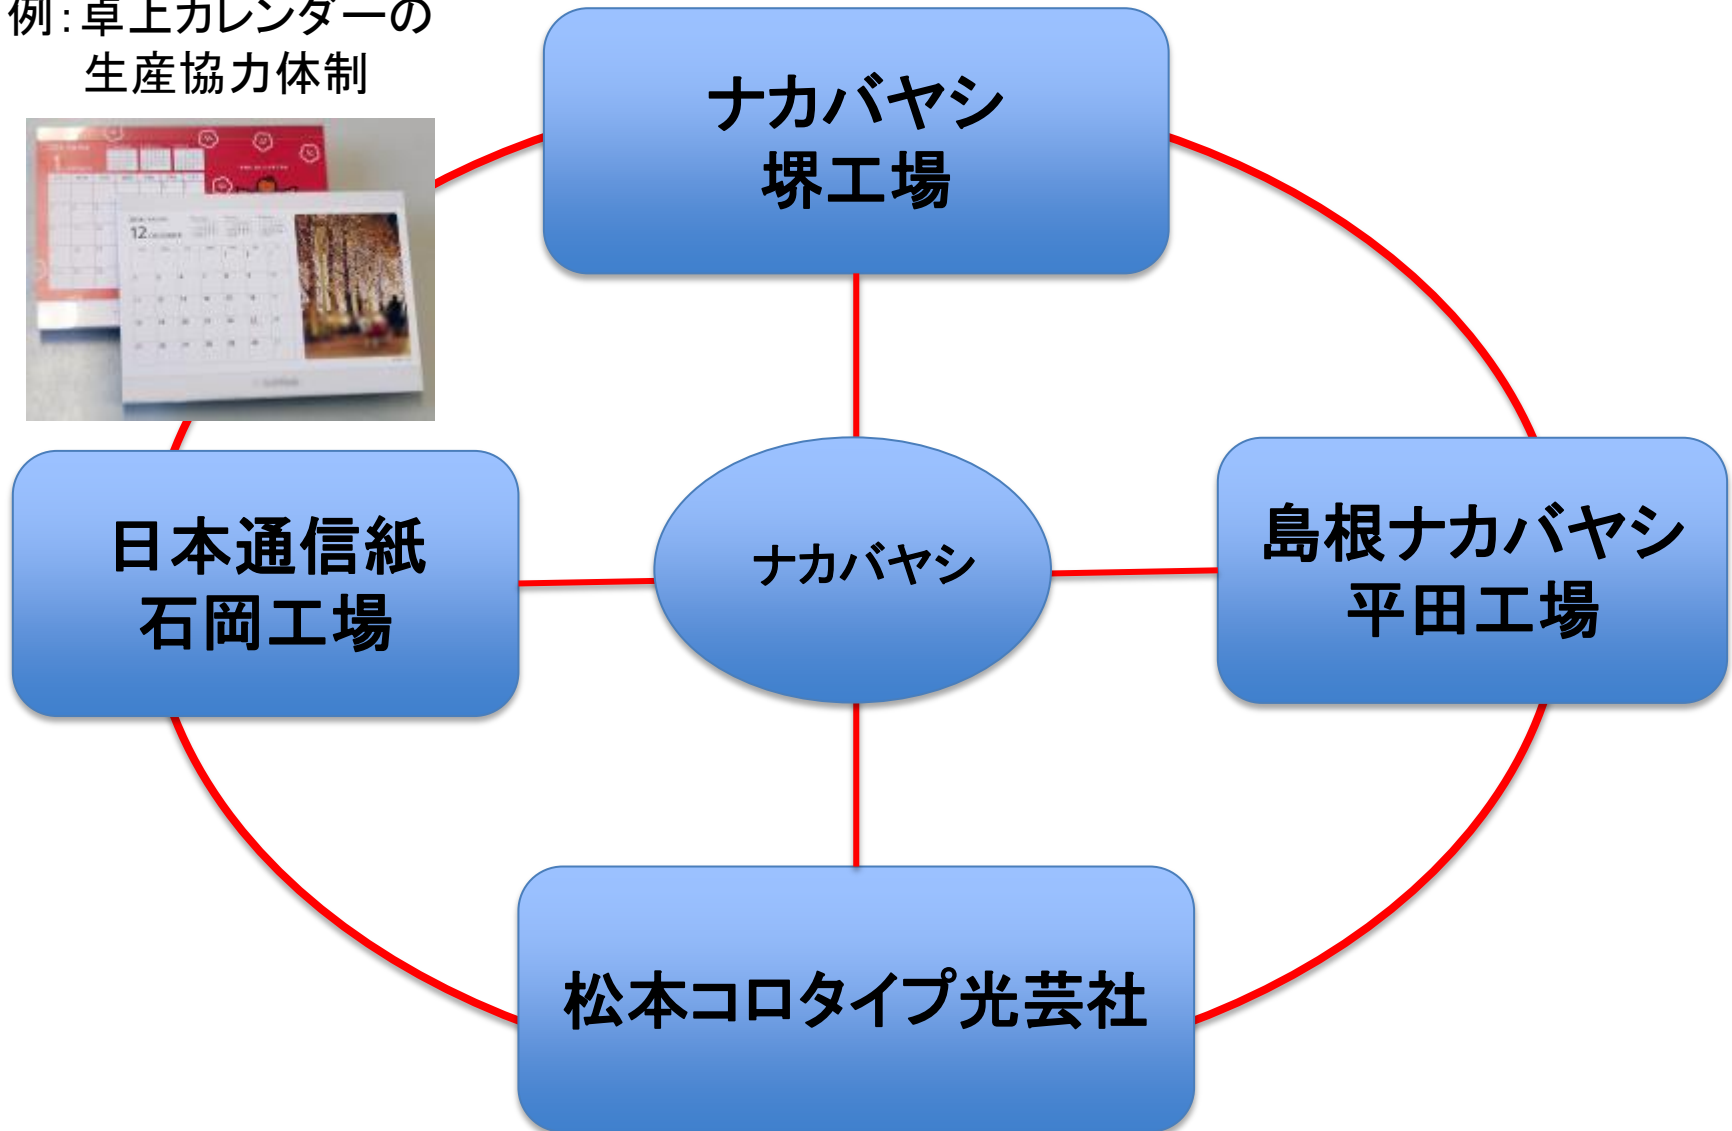 例：卓上カレンダーの
生産協力体制
ナカバヤシ
堺工場
12
日本通信紙
石岡工場
ナカバヤシ
島根ナカバヤシ
平田工場
松本コロタイプ光芸社